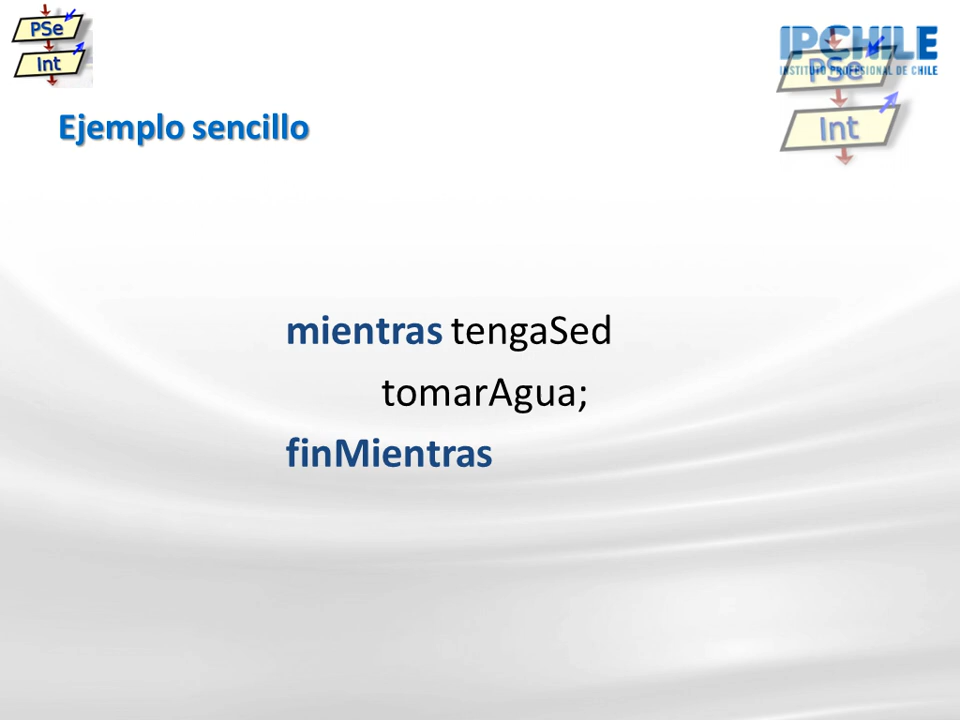 PSe
Int
IPCHILE
INSTITUTO PROFESIONAL DE CHILE
PSe
Int
Ejemplo sencillo
mientras tengaSed
tomarAgua;
finMientras